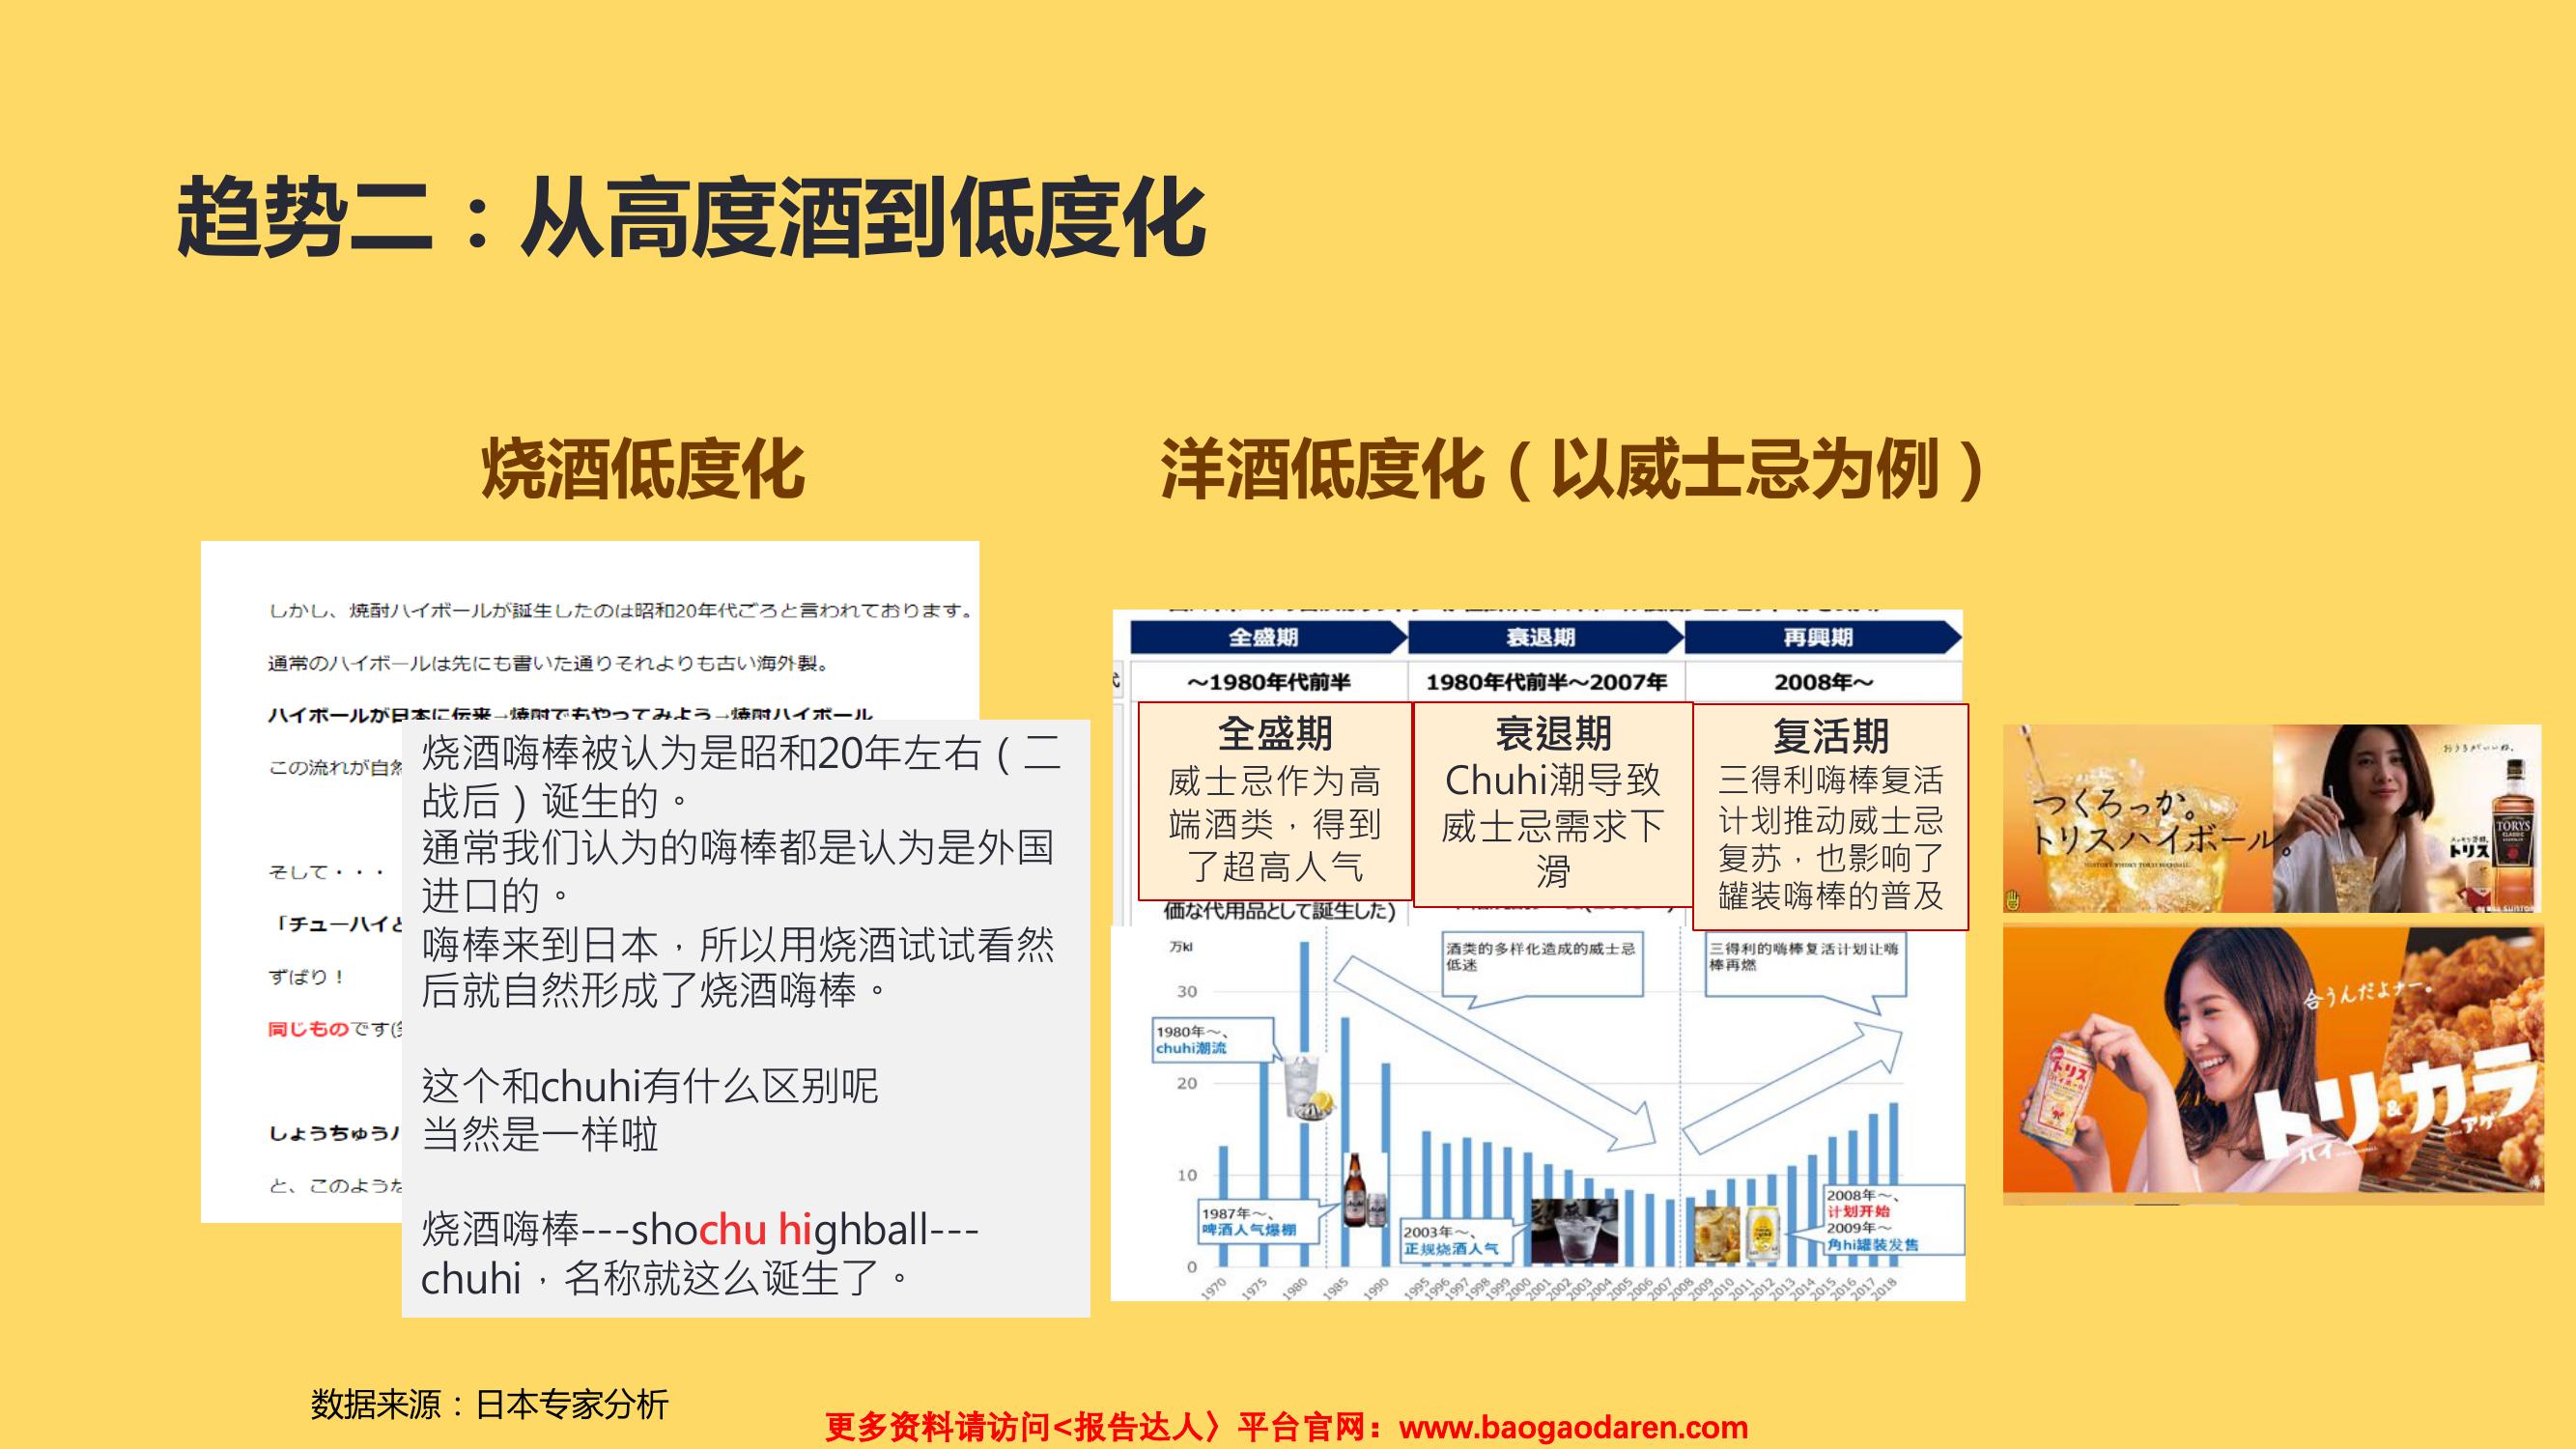 趋势二：从高度酒到低度化
烧酒低度化
しかし、焼酎ハイボールが誕生したのは昭和20年代ごろと言われております。
通常のハイボールは先にも書いた通りそれよりも古い海外製。
ハイボールが日本に伝来→焼酎でもやってみよう→焼酎ハイボール
この流れが自然
そして・・・
「チューハイと
ずばり！
同じものです(笑
しょうちゅうハ
と、このような
烧酒嗨棒被认为是昭和20年左右（二
战后）诞生的。
通常我们认为的嗨棒都是认为是外国
进口的。
嗨棒来到日本，所以用烧酒试试看然
后就自然形成了烧酒嗨棒。
这个和chuhi有什么区别呢
当然是一样啦
烧酒嗨棒---shochu highball---
chuhi，名称就这么诞生了。
洋酒低度化（以威士忌为例）
全盛期
衰退期
再興期
～1980年代前半
1980年代前半～2007年
2008年～
全盛期
威士忌作为高
端酒类，得到
了超高人气
衰退期
Chuhi潮导致
威士忌需求下
滑
复活期
三得利嗨棒复活
计划推动威士忌
复苏，也影响了
罐装嗨棒的普及
価な代用品として誕生した)
万kl
30
20
10
0
酒类的多样化造成的威士忌
低迷
三得利的嗨棒复活计划让嗨
棒再燃
1980年～、
chuhi潮流
1987年～、
啤酒人气爆棚
2003年～、
正规烧酒人气
2008年～、
计划开始
2009年～
角hi罐装发售
1970 1975 1980 1985 1990 1995 1996 1997 1998 1999 2000 2001 2002 2003 2004 2005 2006 2007 2008 2009 2010 2011 2012 2013 2014 2015 2016 2017 2018
つくろっか。
トリスハイボール。
おうちがいいね。
TORYS
CLASSIC
トリス
合うんだよナー。
トリス
トリ&カラ
ハイ
アゲ
数据来源：日本专家分析
更多资料请访问<报告达人〉平台官网：www.baogaodaren.com